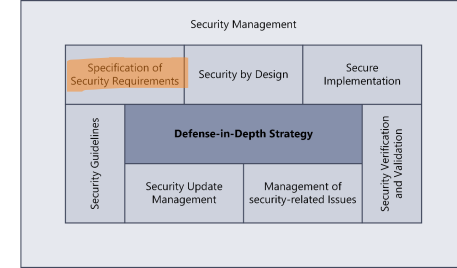 Security Management
Specification of
Security Requirements
Security by Design
Secure
Implementation
Security Guidelines
Defense-in-Depth Strategy
Security Verification
and Validation
Security Update
Management
Management of
security-related Issues